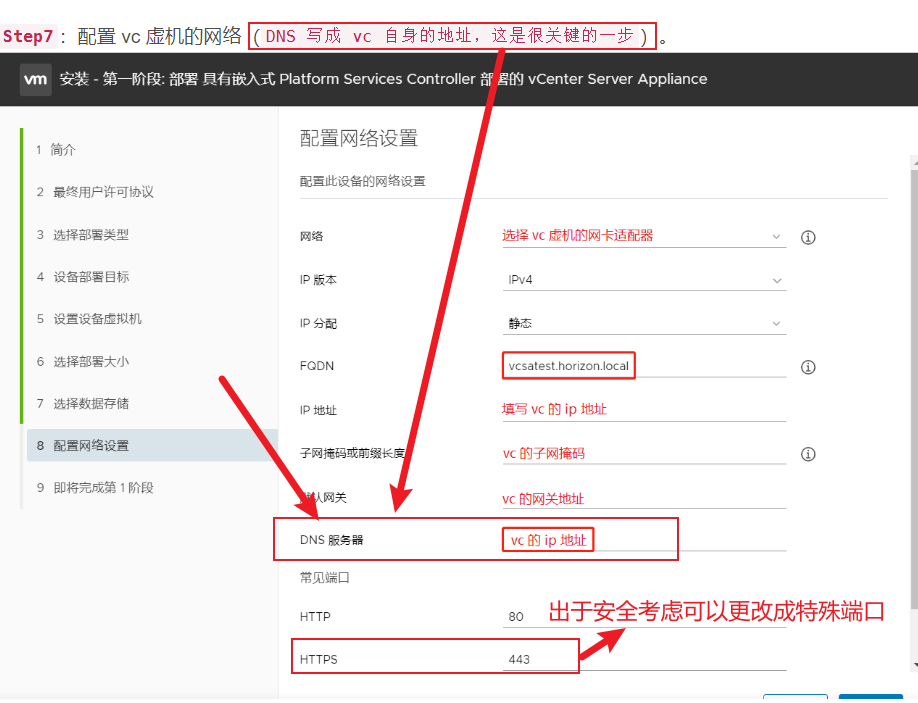 Step7：配置 vc 虚机的网络 (DNS 写成 vc 自身的地址，这是很关键的一步) 。
vm 安装 - 第一阶段: 部署 具有嵌入式 Platform Services Controller 部署的 vCenter Server Appliance
1 简介
2 最终用户许可协议
3 选择部署类型
4 设备部署目标
5 设置设备虚拟机
6 选择部署大小
7 选择数据存储
8 配置网络设置
9 即将完成第 1 阶段
配置网络设置
配置此设备的网络设置
网络 选择 vc 虚机的网卡适配器
IP 版本 IPv4
IP 分配 静态
FQDN vcsatest.horizon.local
IP 地址 填写 vc 的 ip 地址
子网掩码或前缀长度 vc 的子网掩码
认网关 vc 的网关地址
DNS 服务器 vc 的 ip 地址
常见端口
HTTP 80
出于安全考虑可以更改成特殊端口
HTTPS 443